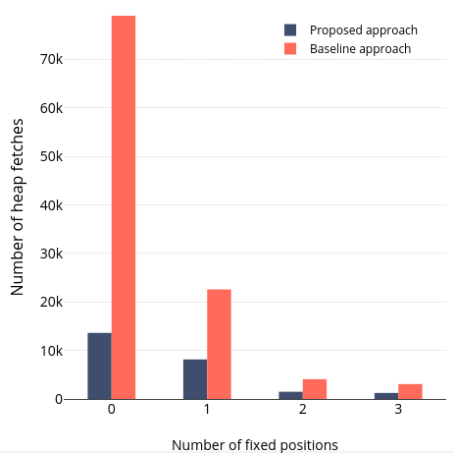 Proposed approach
Baseline approach
Number of heap fetches
70k
60k
50k
40k
30k
20k
10k
0
0 1 2 3
Number of fixed positions